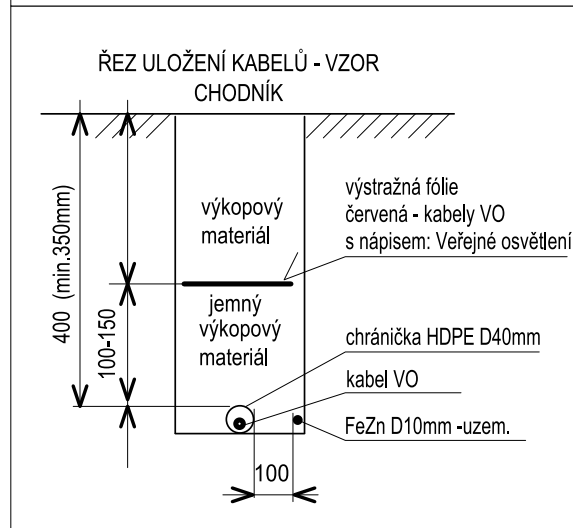 ŘEZ ULOŽENÍ KABELŮ - VZOR
CHODNÍK
výkopový
materiál
výstražná fólie
červená - kabely VO
s nápisem: Veřejné osvětlení
400 (min.350mm)
100-150
jemný
výkopový
materiál
chránička HDPE D40mm
kabel VO
FeZn D10mm -uzem.
100